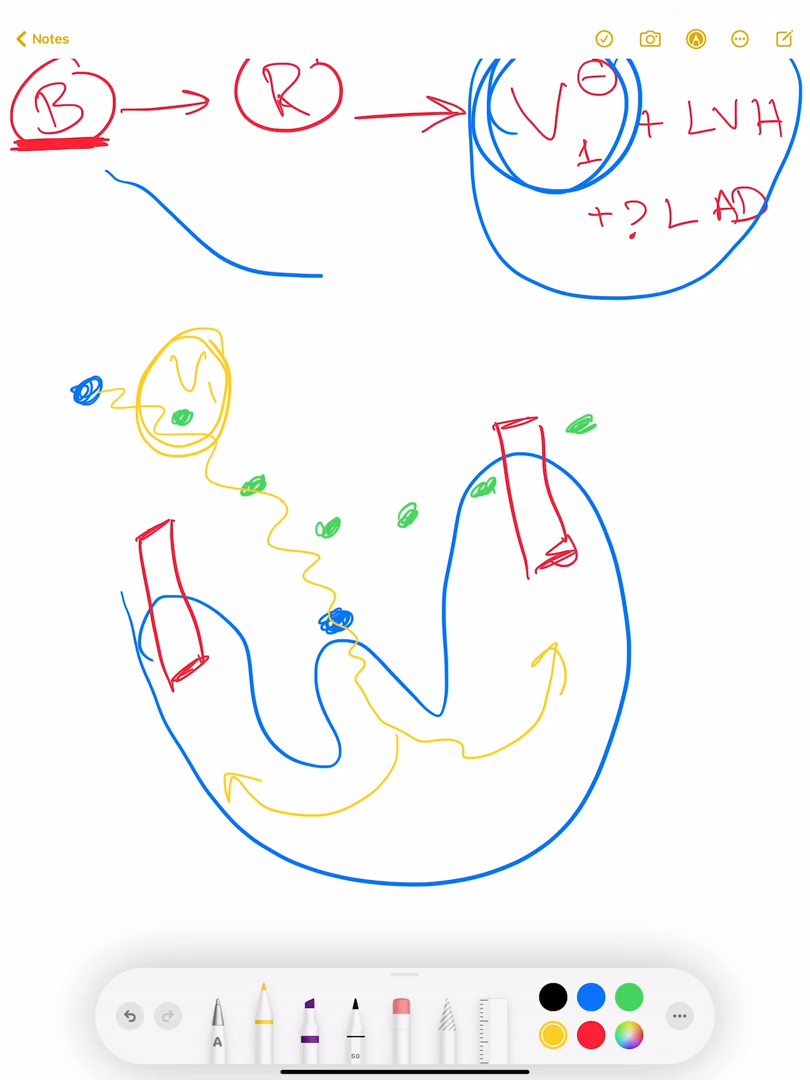 Notes
B → R → V1 ⊖ + LVH
+ ? LAD
V1
A
50